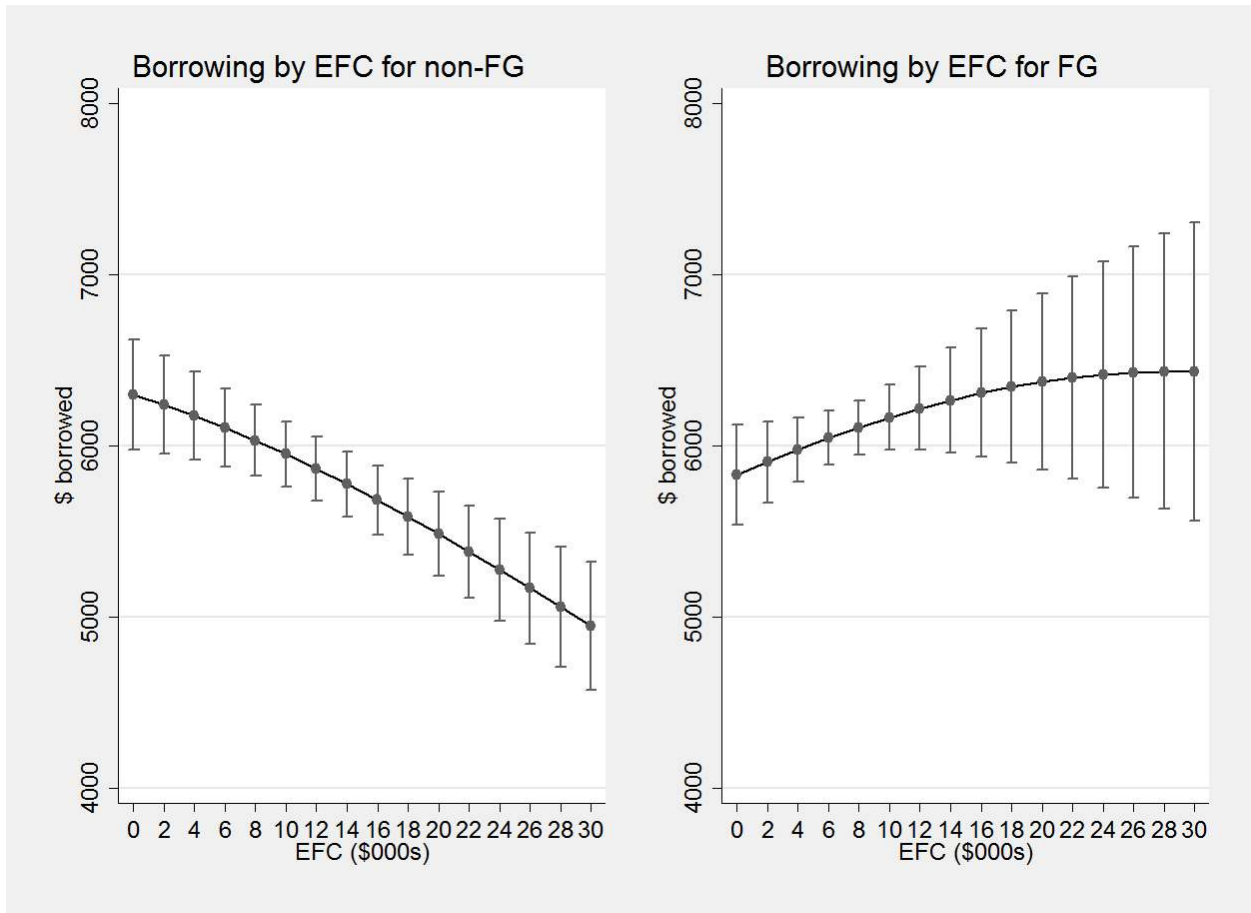 Borrowing by EFC for non-FG
8000
7000
6000
5000
4000
$ borrowed
0 2 4 6 8 10 12 14 16 18 20 22 24 26 28 30
EFC ($000s)
Borrowing by EFC for FG
8000
7000
6000
5000
4000
$ borrowed
0 2 4 6 8 10 12 14 16 18 20 22 24 26 28 30
EFC ($000s)